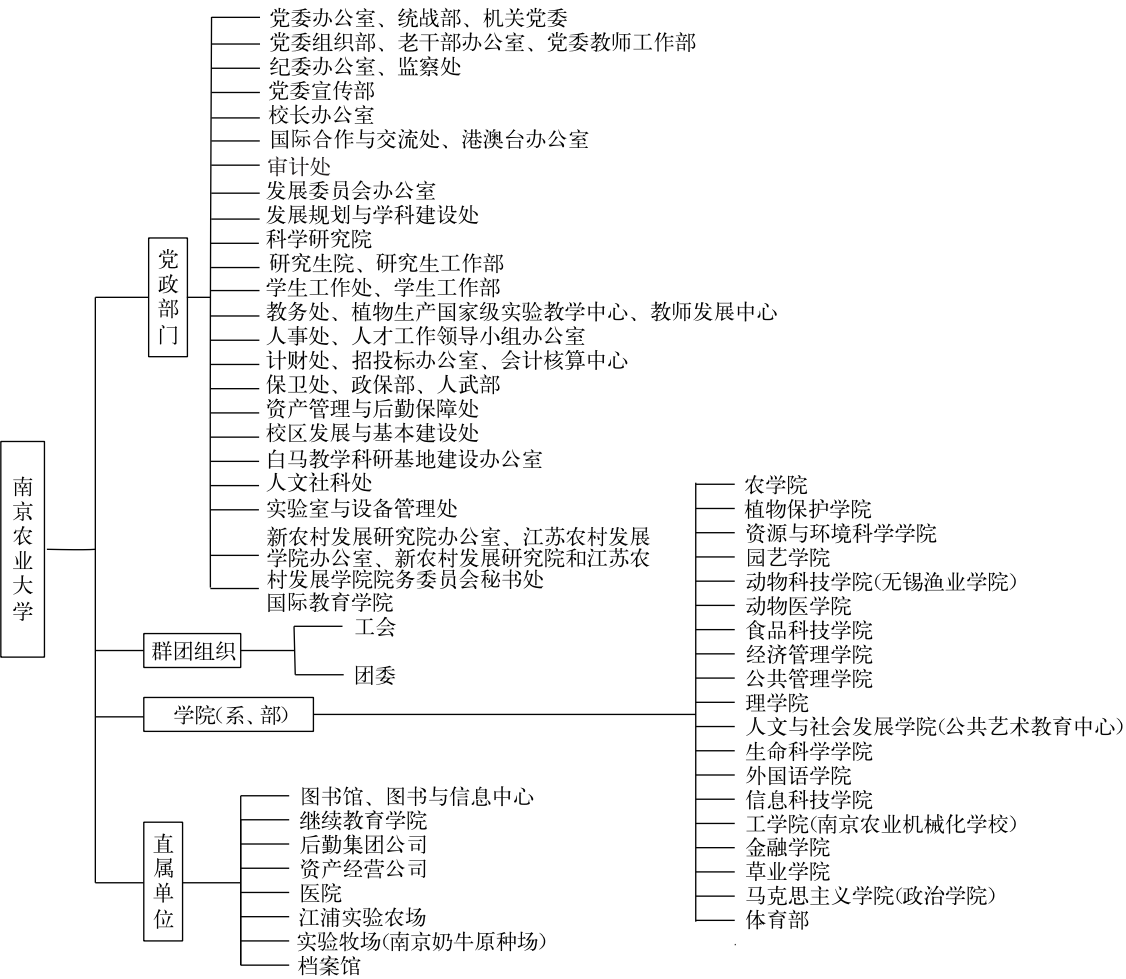 南京农业大学
党政部门
党委办公室、统战部、机关党委
党委组织部、老干部办公室、党委教师工作部
纪委办公室、监察处
党委宣传部
校长办公室
国际合作与交流处、港澳台办公室
审计处
发展委员会办公室
发展规划与学科建设处
科学研究院
研究生院、研究生工作部
学生工作处、学生工作部
教务处、植物生产国家级实验教学中心、教师发展中心
人事处、人才工作领导小组办公室
计财处、招投标办公室、会计核算中心
保卫处、政保部、人武部
资产管理与后勤保障处
校区发展与基本建设处
白马教学科研基地建设办公室
人文社科处
实验室与设备管理处
新农村发展研究院办公室、江苏农村发展
学院办公室、新农村发展研究院和江苏农
村发展学院院务委员会秘书处
国际教育学院
群团组织
工会
团委
学院(系、部)
农学院
植物保护学院
资源与环境科学学院
园艺学院
动物科技学院(无锡渔业学院)
动物医学院
食品科技学院
经济管理学院
公共管理学院
理学院
人文与社会发展学院(公共艺术教育中心)
生命科学学院
外国语学院
信息科技学院
工学院(南京农业机械化学校)
金融学院
草业学院
马克思主义学院(政治学院)
体育部
直属单位
图书馆、图书与信息中心
继续教育学院
后勤集团公司
资产经营公司
医院
江浦实验农场
实验牧场(南京奶牛原种场)
档案馆